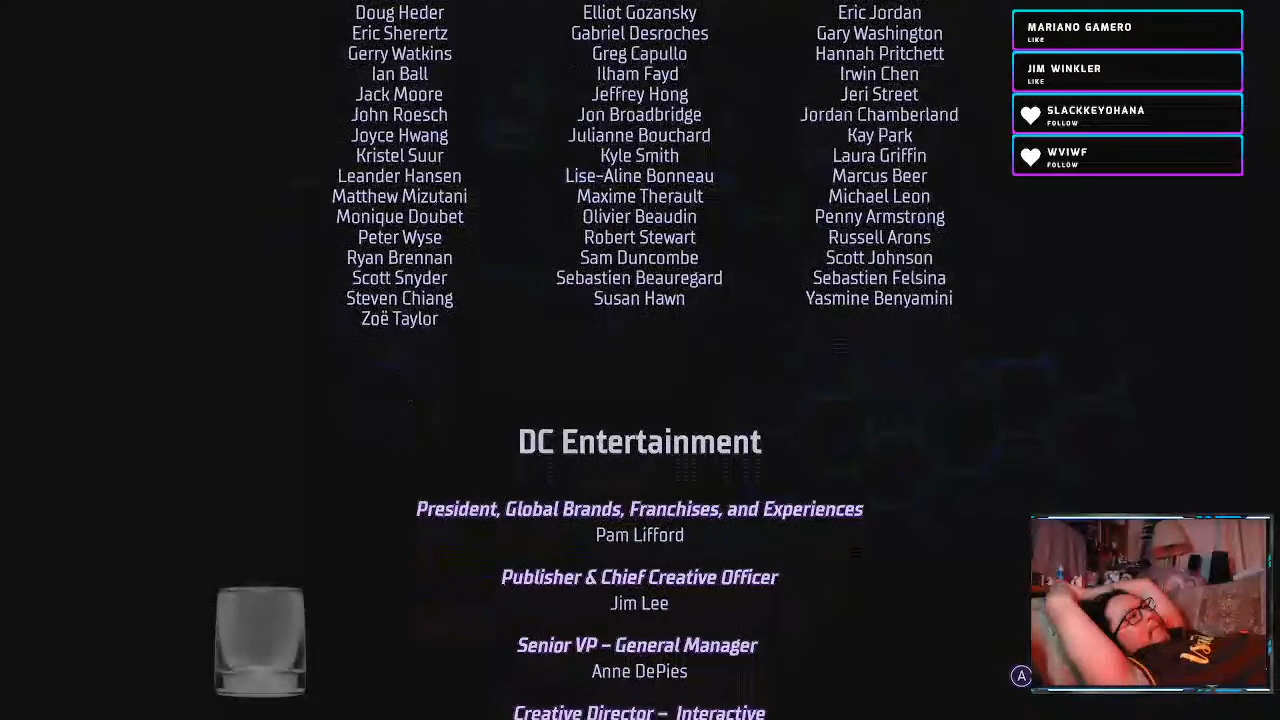 Doug Heder
Eric Sherertz
Gerry Watkins
Ian Ball
Jack Moore
John Roesch
Joyce Hwang
Kristel Suur
Leander Hansen
Matthew Mizutani
Monique Doubet
Peter Wyse
Ryan Brennan
Scott Snyder
Steven Chiang
Zoë Taylor
Elliot Gozansky
Gabriel Desroches
Greg Capullo
Ilham Fayd
Jeffrey Hong
Jon Broadbridge
Julianne Bouchard
Kyle Smith
Lise-Aline Bonneau
Maxime Therault
Olivier Beaudin
Robert Stewart
Sam Duncombe
Sebastien Beauregard
Susan Hawn
Eric Jordan
Gary Washington
Hannah Pritchett
Irwin Chen
Jeri Street
Jordan Chamberland
Kay Park
Laura Griffin
Marcus Beer
Michael Leon
Penny Armstrong
Russell Arons
Scott Johnson
Sebastien Felsina
Yasmine Benyamini
DC Entertainment
President, Global Brands, Franchises, and Experiences
Pam Lifford
Publisher & Chief Creative Officer
Jim Lee
Senior VP – General Manager
Anne DePies
Creative Director – Interactive
MARIANO GAMERO
LIKE
JIM WINKLER
LIKE
SLACKKEYOHANA
FOLLOW
WVIWF
FOLLOW
A